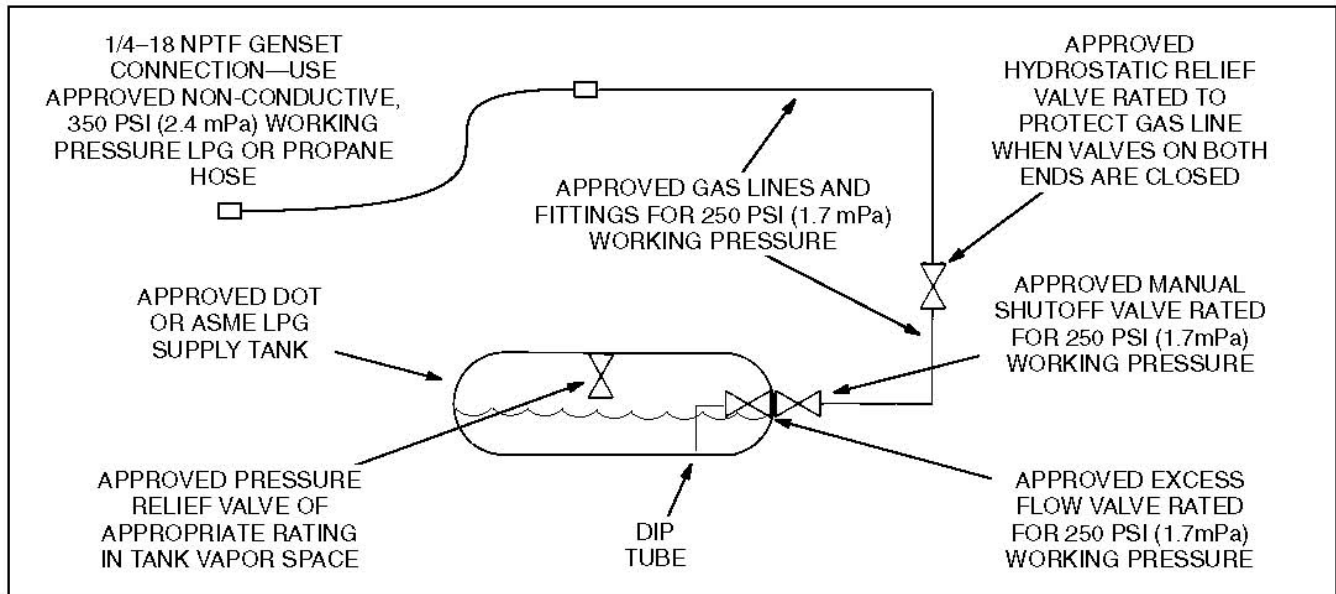 1/4–18 NPTF GENSET
CONNECTION—USE
APPROVED NON-CONDUCTIVE,
350 PSI (2.4 mPa) WORKING
PRESSURE LPG OR PROPANE
HOSE
APPROVED
HYDROSTATIC RELIEF
VALVE RATED TO
PROTECT GAS LINE
WHEN VALVES ON BOTH
ENDS ARE CLOSED
APPROVED GAS LINES AND
FITTINGS FOR 250 PSI (1.7 mPa)
WORKING PRESSURE
APPROVED DOT
OR ASME LPG
SUPPLY TANK
APPROVED MANUAL
SHUTOFF VALVE RATED
FOR 250 PSI (1.7mPa)
WORKING PRESSURE
APPROVED PRESSURE
RELIEF VALVE OF
APPROPRIATE RATING
IN TANK VAPOR SPACE
DIP
TUBE
APPROVED EXCESS
FLOW VALVE RATED
FOR 250 PSI (1.7mPa)
WORKING PRESSURE